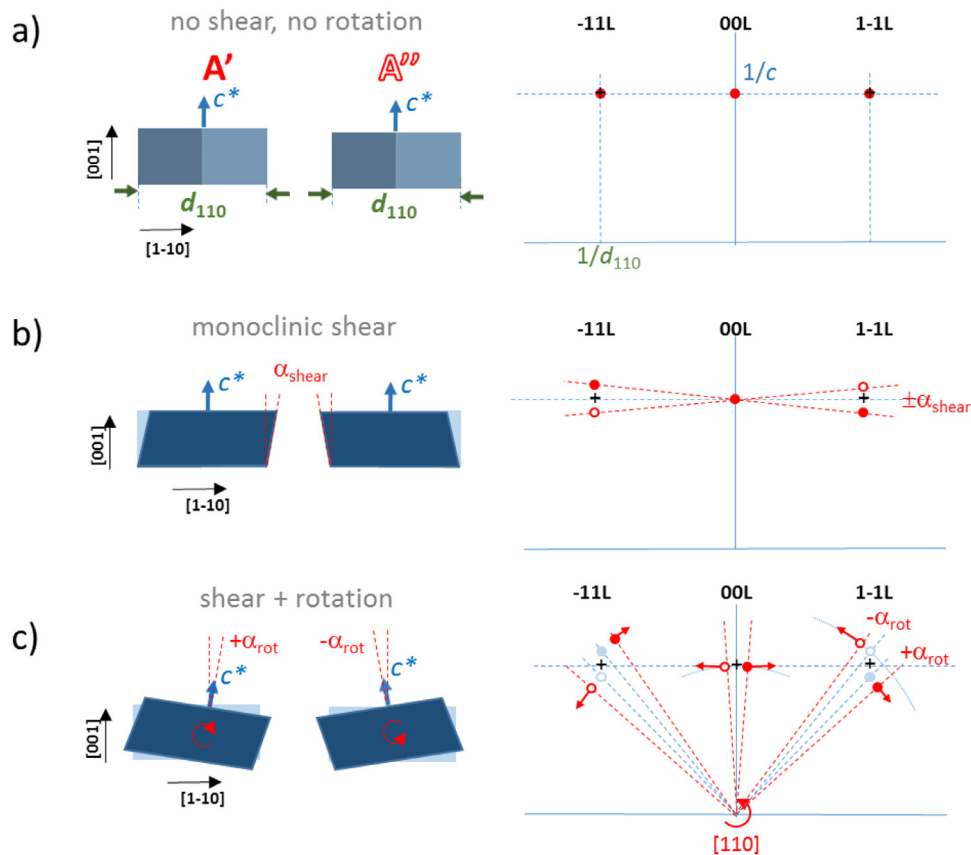 a)
no shear, no rotation
A’
A’’
c*
c*
[001]
d110
d110
[1-10]
-11L
00L
1-1L
1/c
1/d110
b)
monoclinic shear
αshear
c*
c*
[001]
[1-10]
-11L
00L
1-1L
±αshear
c)
shear + rotation
+αrot
-αrot
c*
c*
[001]
[1-10]
-11L
00L
1-1L
-αrot
+αrot
[110]